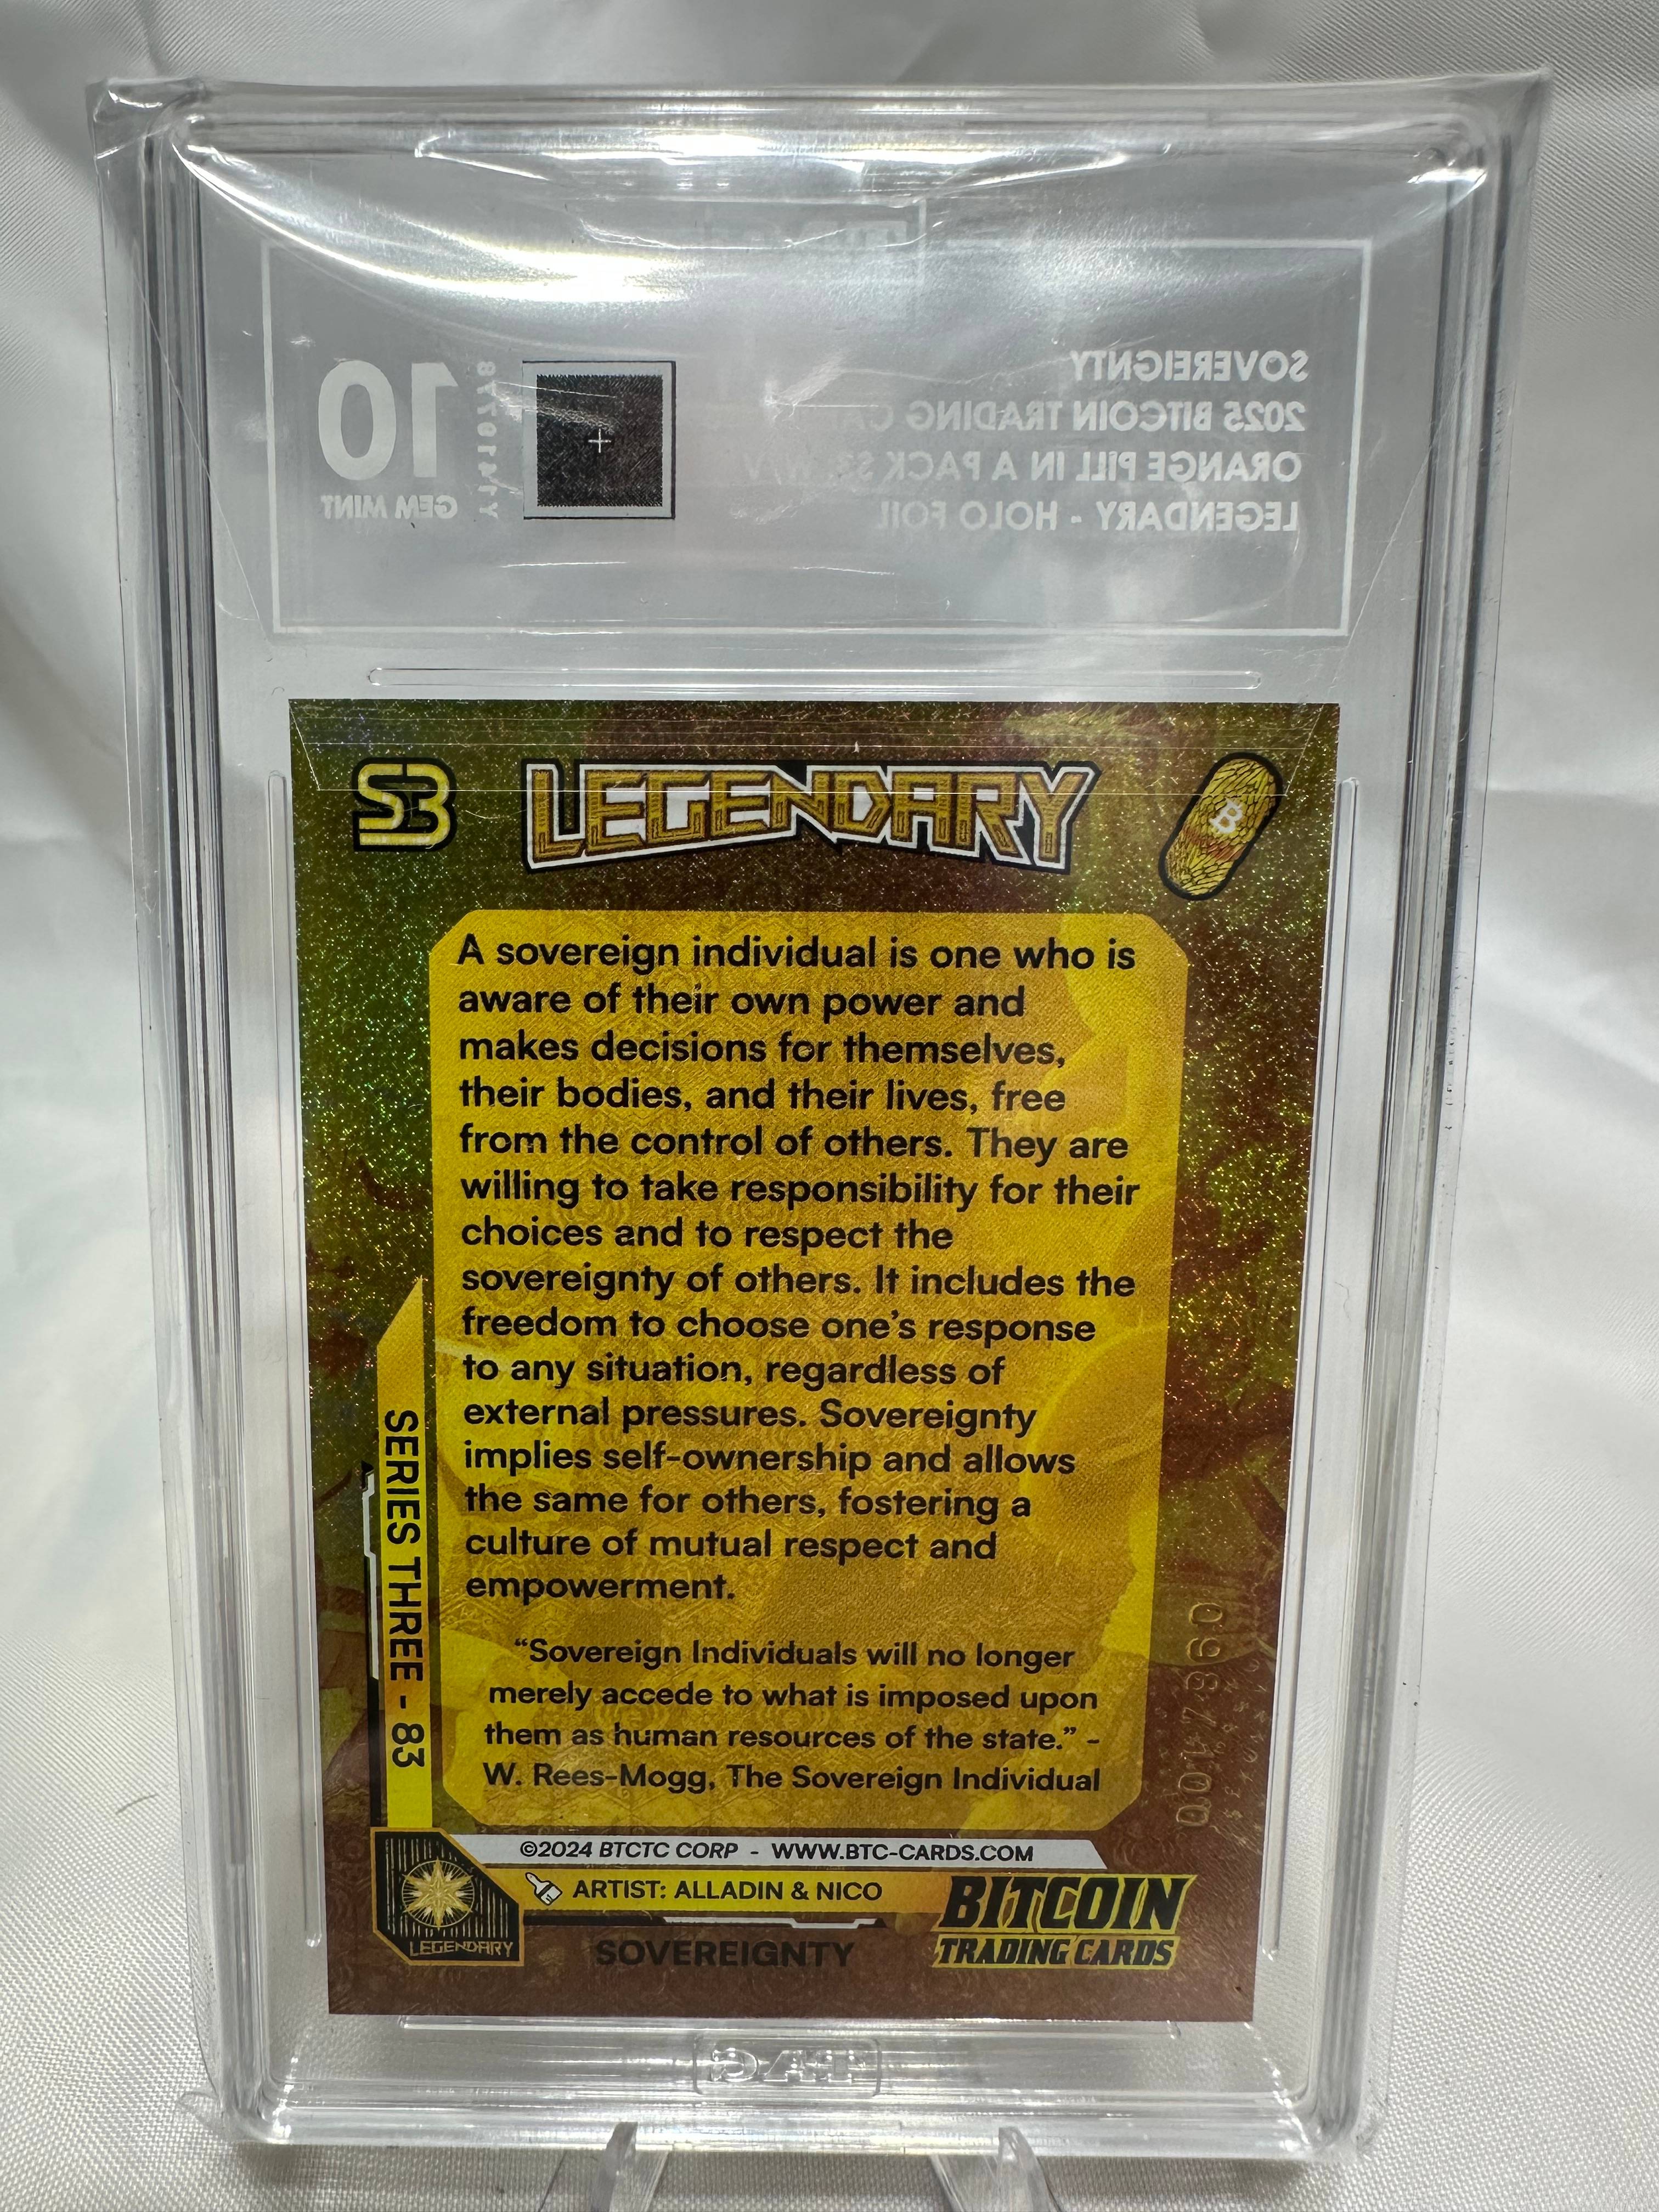 SOVEREIGNTY
2025 BITCOIN TRADING
ORANGE PILL IN A PACK
LEGENDARY - HOLO FOIL
10
GEM MINT
S3
LEGENDARY
₿
A sovereign individual is one who is
aware of their own power and
makes decisions for themselves,
their bodies, and their lives, free
from the control of others. They are
willing to take responsibility for their
choices and to respect the
sovereignty of others. It includes the
freedom to choose one’s response
to any situation, regardless of
external pressures. Sovereignty
implies self-ownership and allows
the same for others, fostering a
culture of mutual respect and
empowerment.
“Sovereign Individuals will no longer
merely accede to what is imposed upon
them as human resources of the state.” -
W. Rees-Mogg, The Sovereign Individual
SERIES THREE - 83
©2024 BTCTC CORP - WWW.BTC-CARDS.COM
ARTIST: ALLADIN & NICO
LEGENDARY
SOVEREIGNTY
BITCOIN
TRADING CARDS
TAG